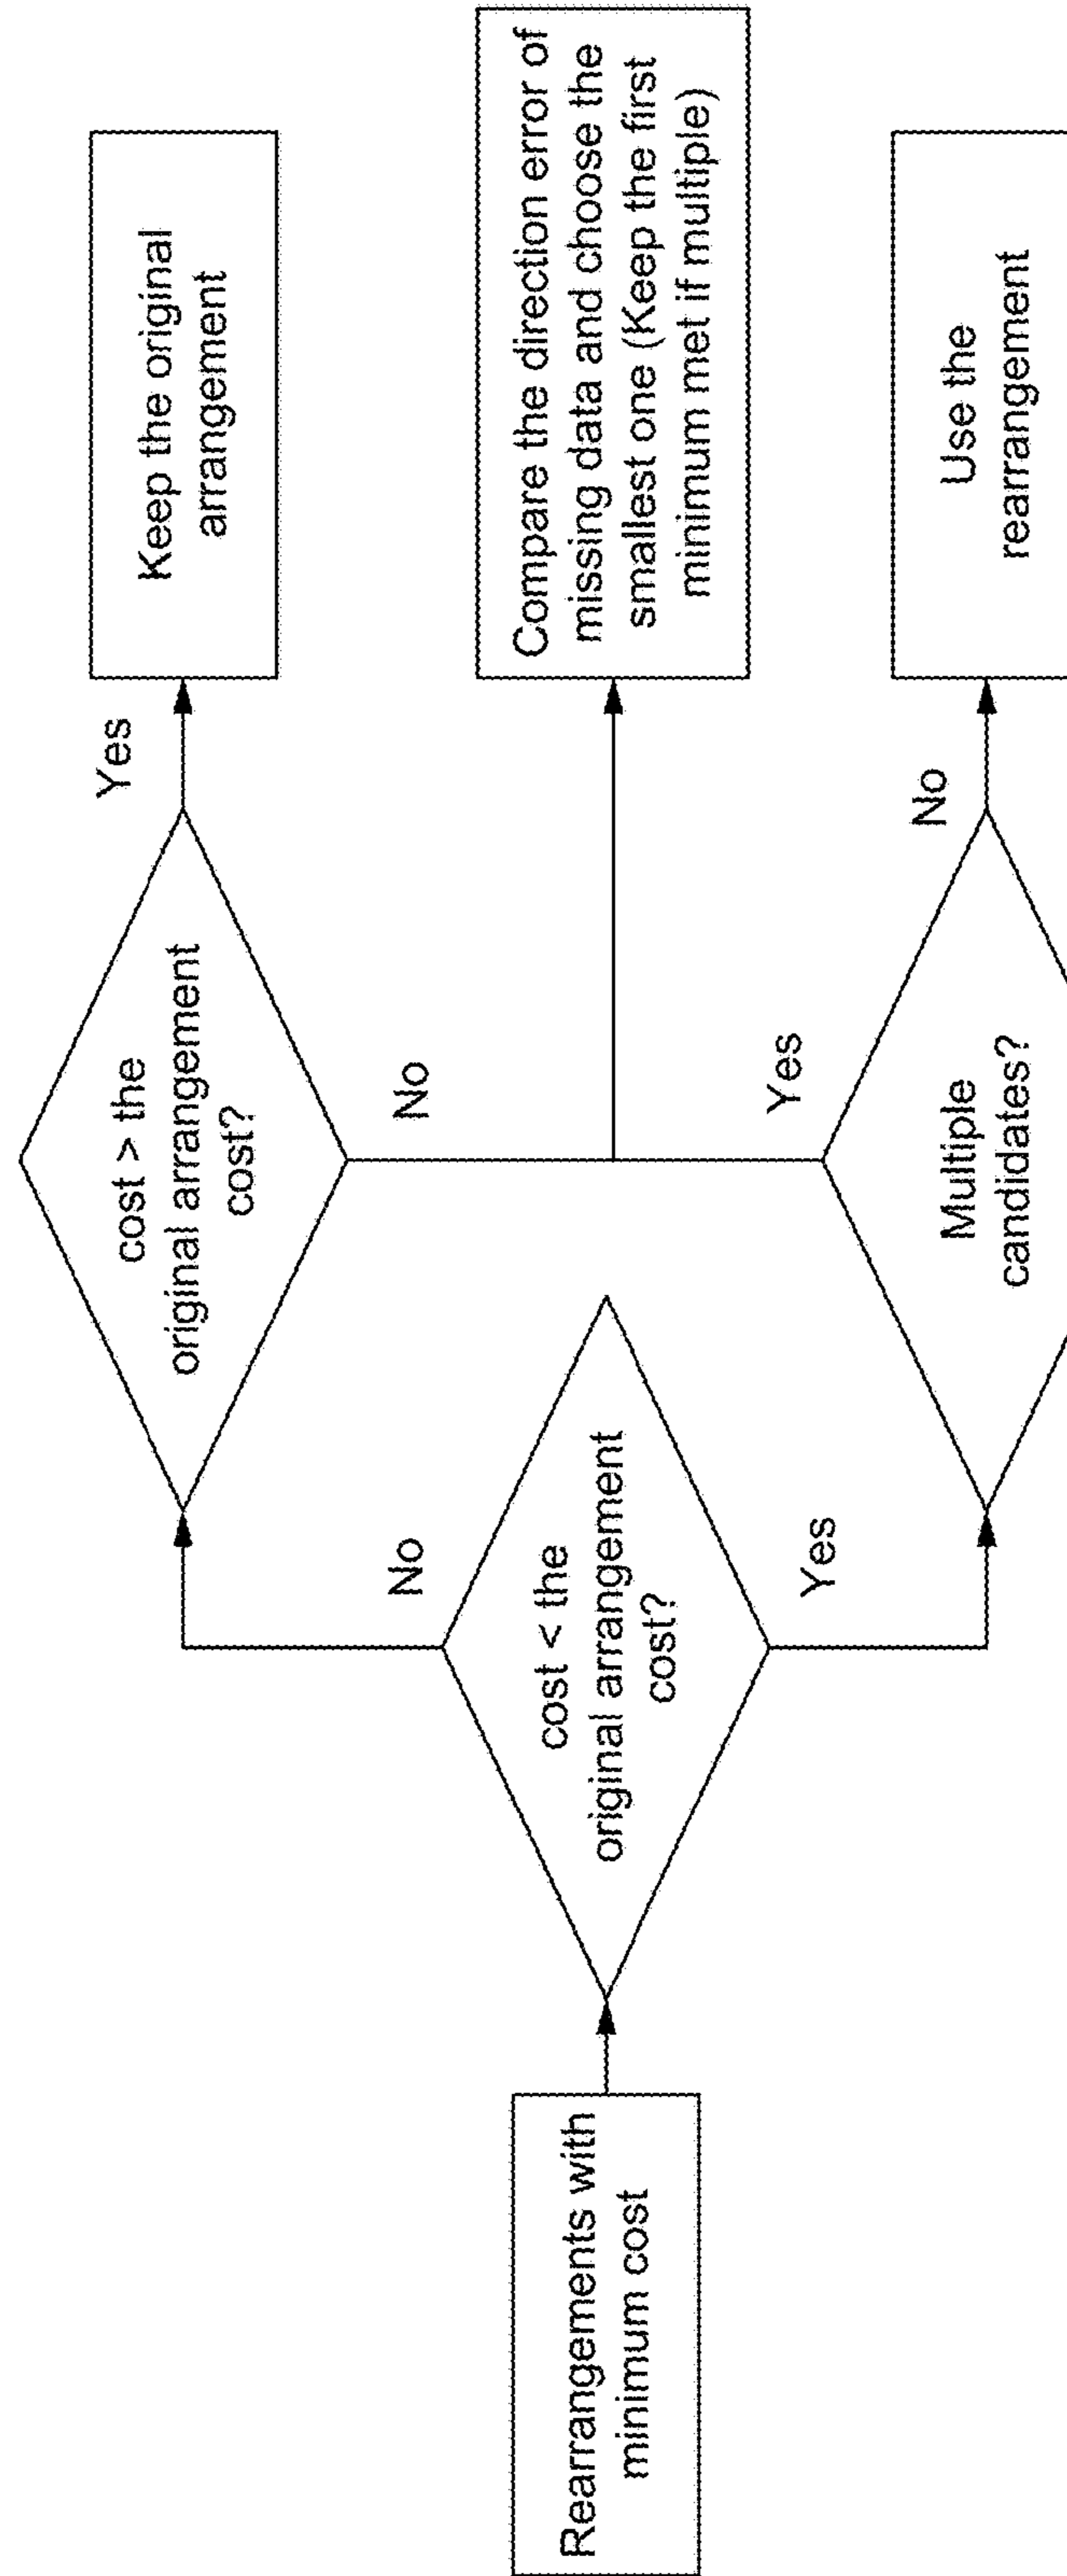 Rearrangements with
minimum cost
cost < the
original arrangement
cost?
No
Yes
cost > the
original arrangement
cost?
Yes
No
Keep the original
arrangement
Compare the direction error of
missing data and choose the
smallest one (Keep the first
minimum met if multiple)
Yes
Multiple
candidates?
No
Use the
rearrangement